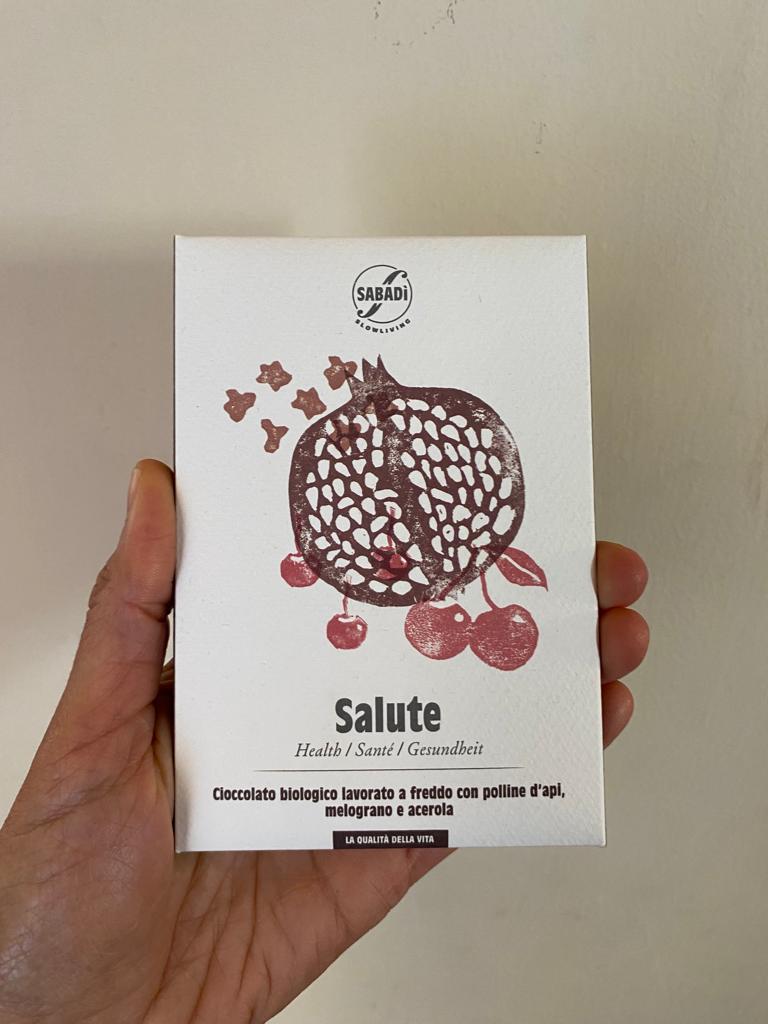 SABADÌ
SLOWLIVING
Salute
Health / Santé / Gesundheit
Cioccolato biologico lavorato a freddo con polline d'api,
melograno e acerola
LA QUALITÀ DELLA VITA